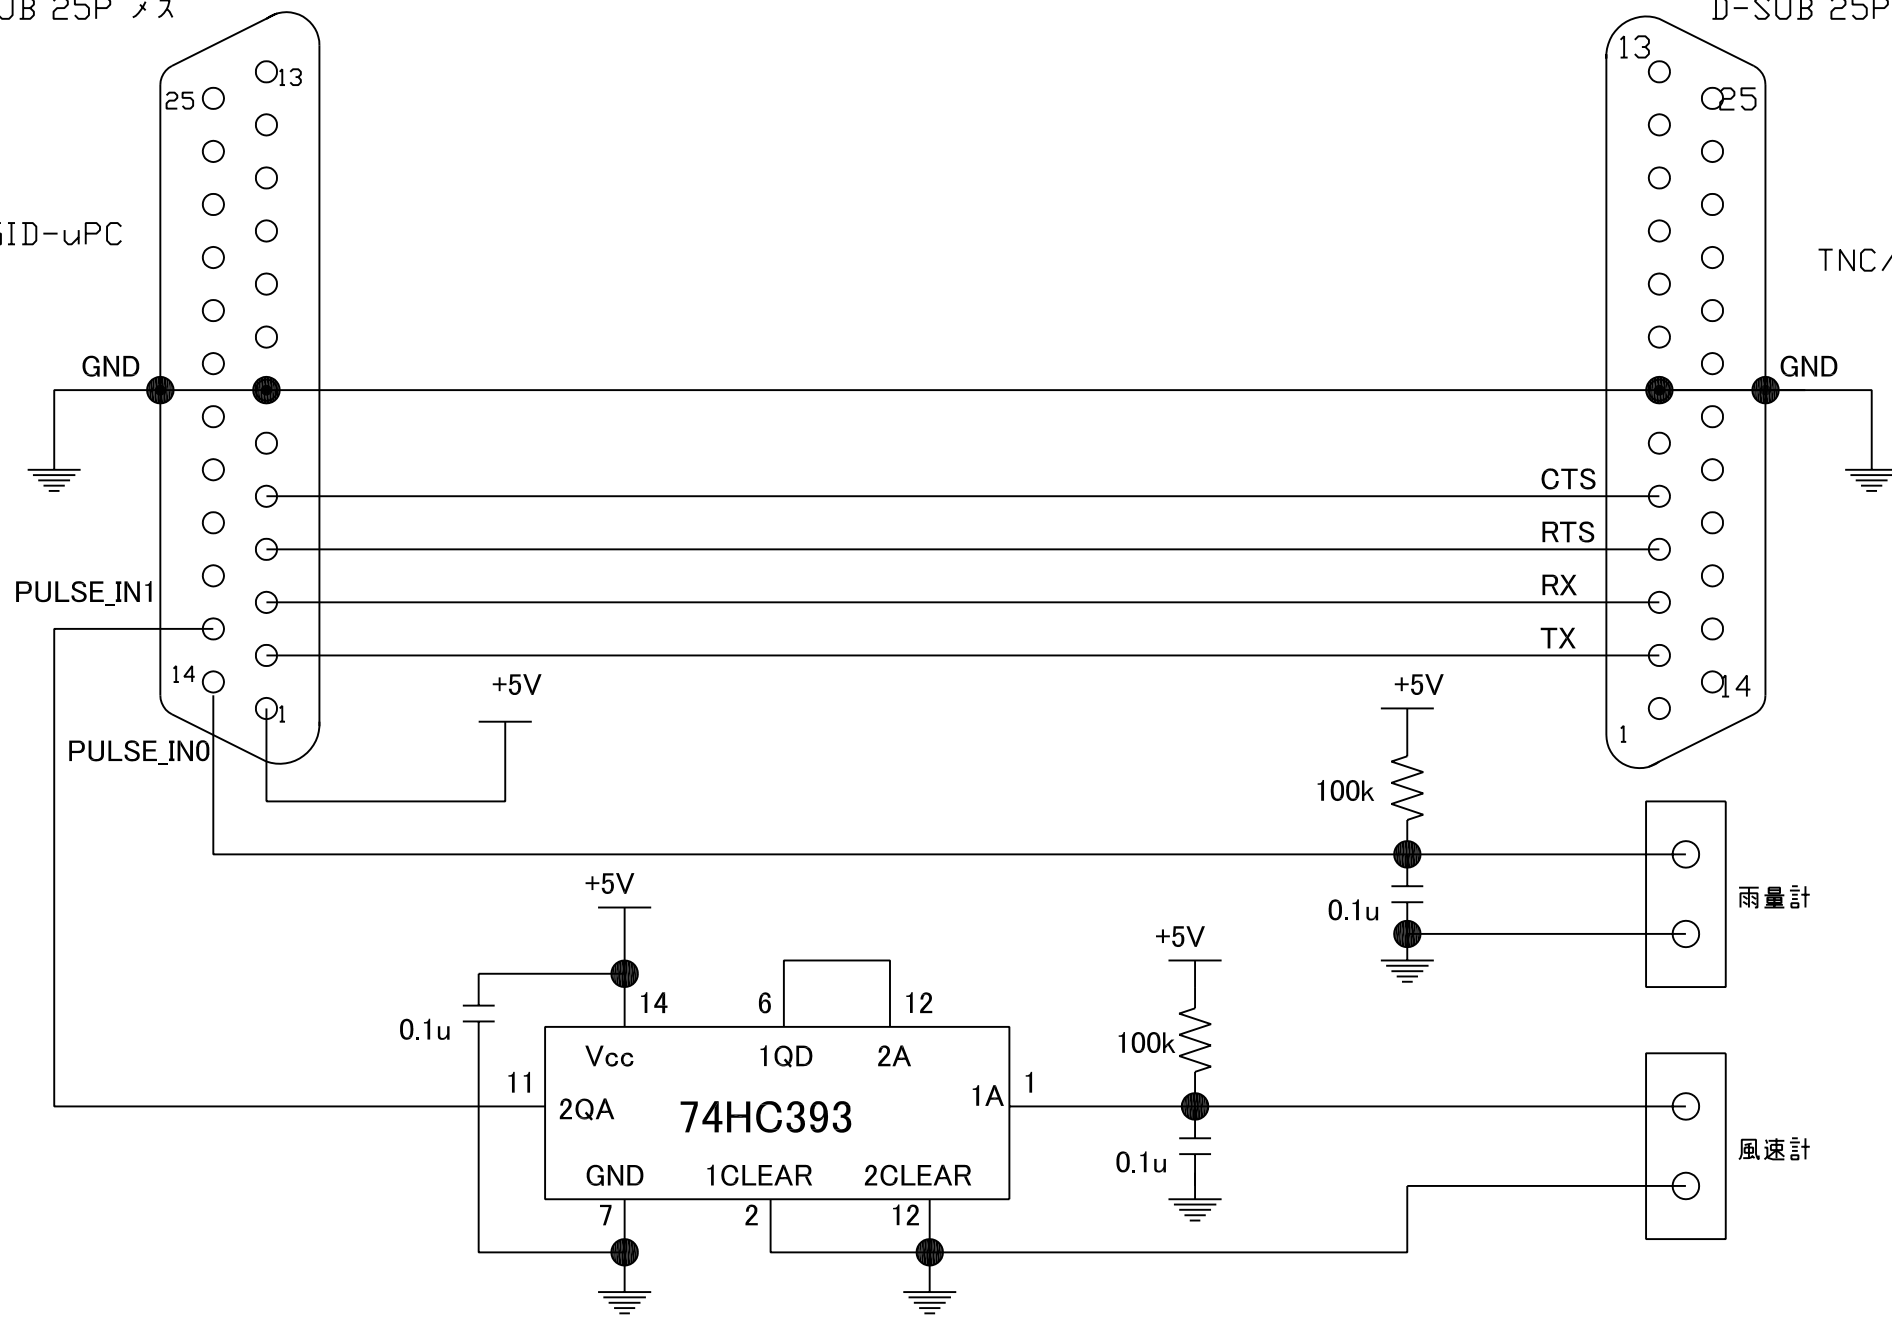 25P メス
D-SUB 25P
13
25
13
25
ID-uPC
TNC/
GND
GND
CTS
RTS
RX
TX
PULSE_IN1
14
1
PULSE_IN0
+5V
+5V
14
1
100k
0.1u
雨量計
+5V
+5V
0.1u
14
6
12
100k
Vcc
1QD
2A
11
2QA
74HC393
1A
1
0.1u
風速計
GND
1CLEAR
2CLEAR
7
2
12